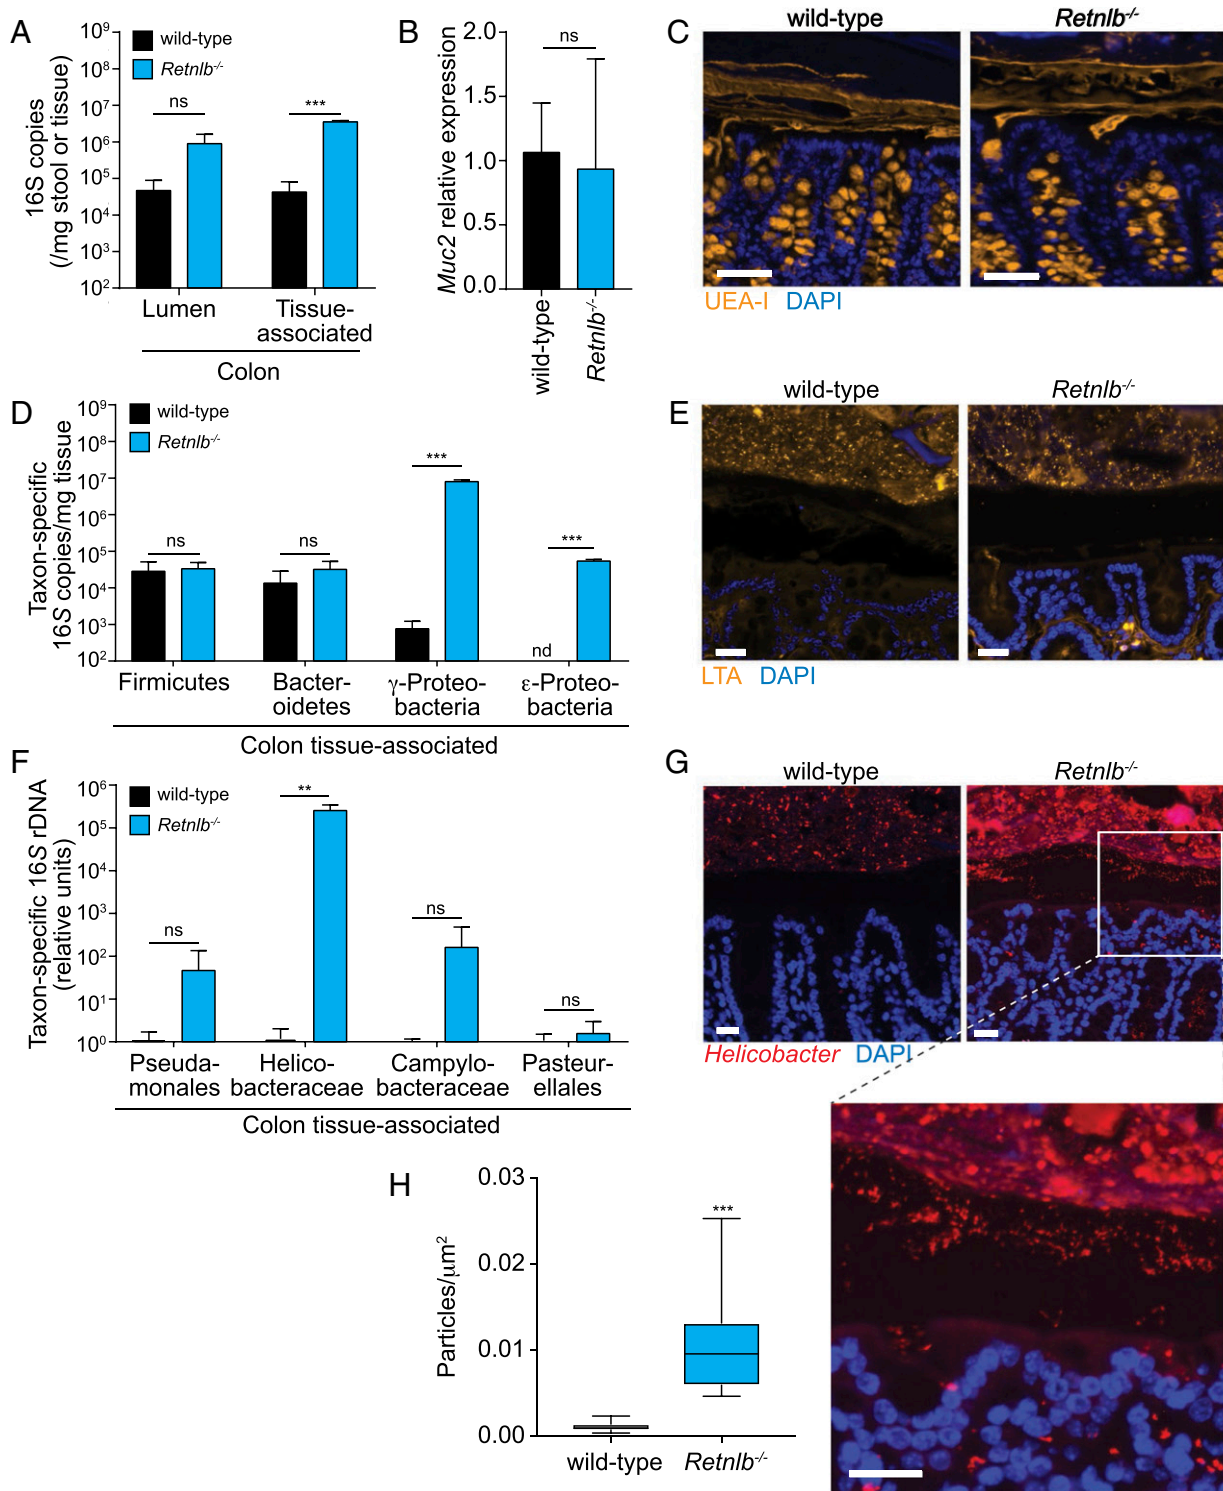 A
10⁹
10⁸
10⁷
10⁶
10⁵
10⁴
10³
10²
16S copies
(/mg stool or tissue)
wild-type
Retnlb⁻/⁻
ns
***
Lumen
Tissue-
associated
Colon
B
2.0
1.5
1.0
0.5
0.0
Muc2 relative expression
ns
wild-type
Retnlb⁻/⁻
C
wild-type
Retnlb⁻/⁻
UEA-I DAPI
D
10⁹
10⁸
10⁷
10⁶
10⁵
10⁴
10³
10²
Taxon-specific
16S copies/mg tissue
wild-type
Retnlb⁻/⁻
ns
ns
***
***
nd
Firmicutes
Bacter-
oidetes
γ-Proteo-
bacteria
ε-Proteo-
bacteria
Colon tissue-associated
E
wild-type
Retnlb⁻/⁻
LTA DAPI
F
10⁶
10⁵
10⁴
10³
10²
10¹
10⁰
Taxon-specific 16S rDNA
(relative units)
wild-type
Retnlb⁻/⁻
ns
**
ns
ns
Pseuda-
monales
Helico-
bacteraceae
Campylo-
bacteraceae
Pasteur-
ellales
Colon tissue-associated
G
wild-type
Retnlb⁻/⁻
Helicobacter DAPI
H
0.03
0.02
0.01
0.00
Particles/μm²
***
wild-type
Retnlb⁻/⁻